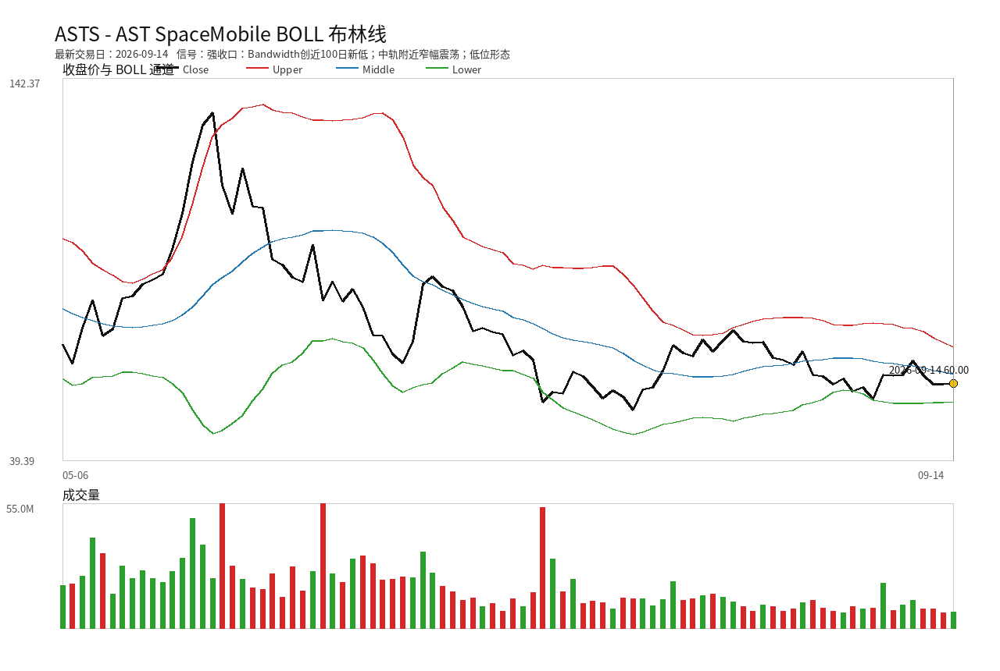 ASTS - AST SpaceMobile BOLL 布林线
最新交易日：2026-09-14 信号：强收口：Bandwidth创近100日新低；中轨附近窄幅震荡；低位形态
收盘价与 BOLL 通道 Close Upper Middle Lower
142.37
2026-09-14 60.00
39.39
05-06 09-14
成交量
55.0M